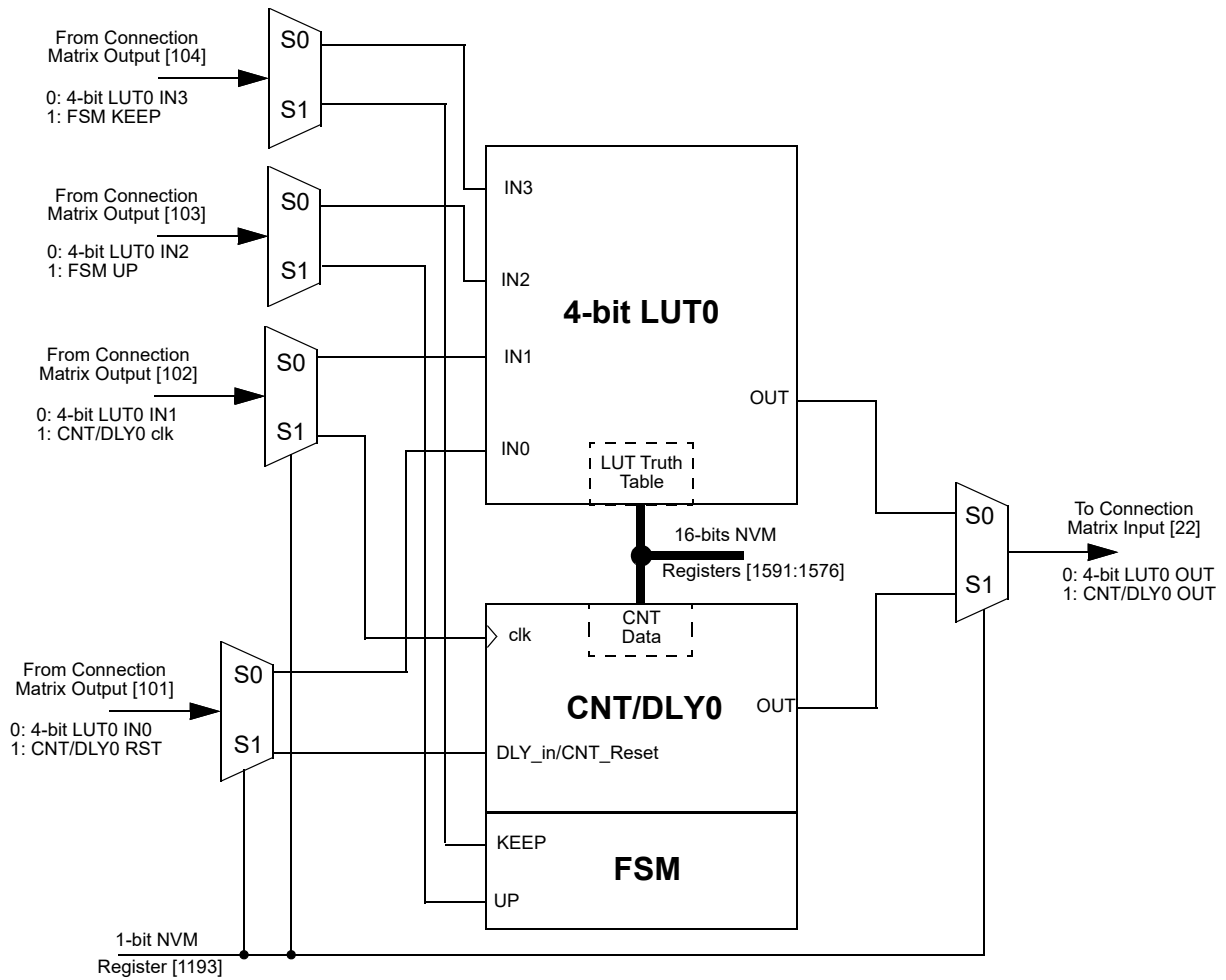 From Connection
Matrix Output [104]
0: 4-bit LUT0 IN3
1: FSM KEEP
S0
S1
From Connection
Matrix Output [103]
0: 4-bit LUT0 IN2
1: FSM UP
S0
S1
From Connection
Matrix Output [102]
0: 4-bit LUT0 IN1
1: CNT/DLY0 clk
S0
S1
From Connection
Matrix Output [101]
0: 4-bit LUT0 IN0
1: CNT/DLY0 RST
S0
S1
IN3
IN2
IN1
IN0
4-bit LUT0
OUT
LUT Truth
Table
16-bits NVM
Registers [1591:1576]
CNT
Data
clk
CNT/DLY0
OUT
DLY_in/CNT_Reset
KEEP
UP
FSM
S0
S1
To Connection
Matrix Input [22]
0: 4-bit LUT0 OUT
1: CNT/DLY0 OUT
1-bit NVM
Register [1193]